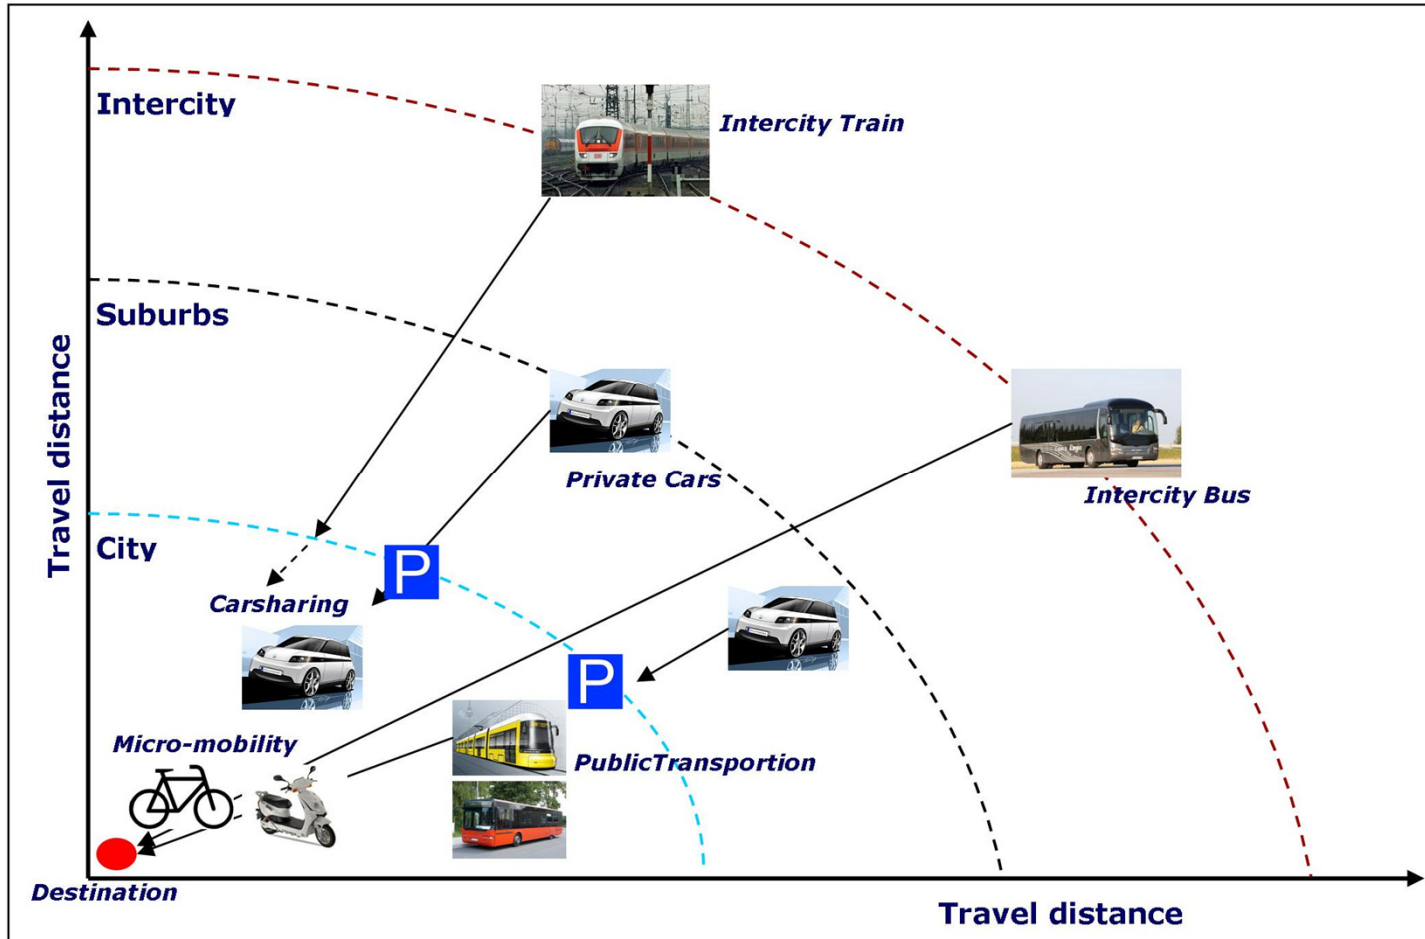 Intercity
Intercity Train
Suburbs
Travel distance
Private Cars
Intercity Bus
City
P
Carsharing
P
Micro-mobility
PublicTransportion
Destination
Travel distance